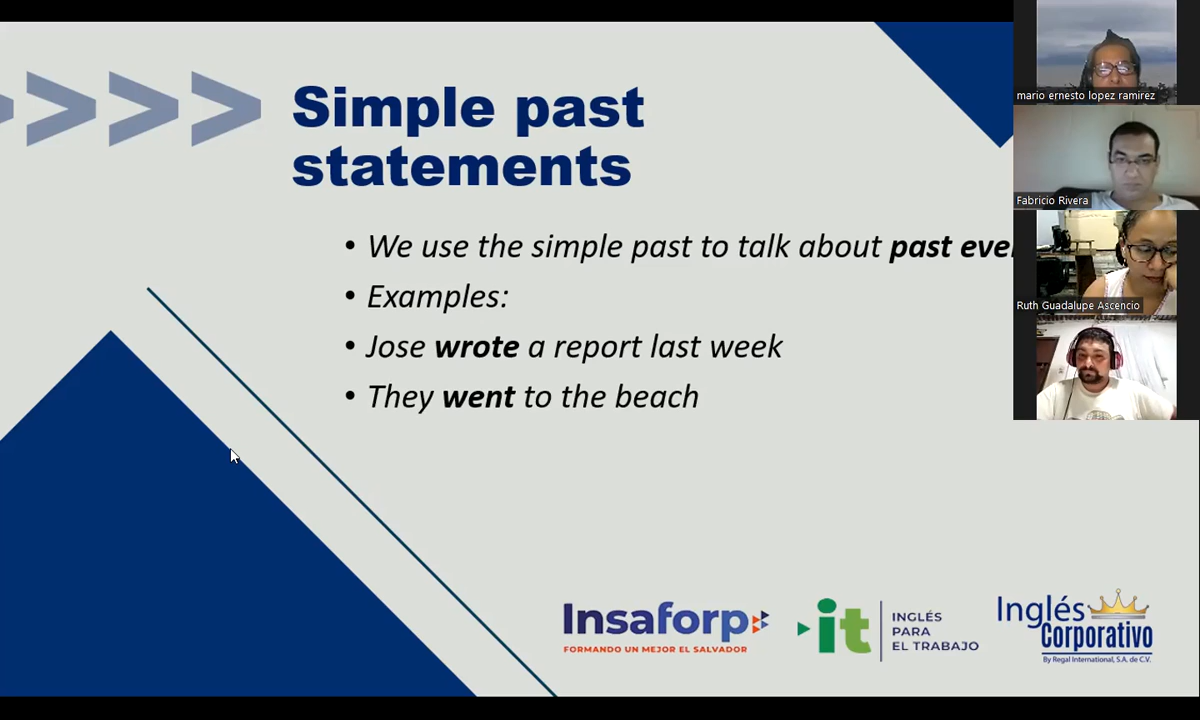 Simple past
statements
• We use the simple past to talk about past
• Examples:
• Jose wrote a report last week
• They went to the beach
mario ernesto lopez ramirez
Fabricio Rivera
Ruth Guadalupe Ascencio
Insaforp
FORMANDO UN MEJOR EL SALVADOR
it
INGLÉS
PARA
EL TRABAJO
Inglés
Corporativo
By Regal International, S.A. de C.V.